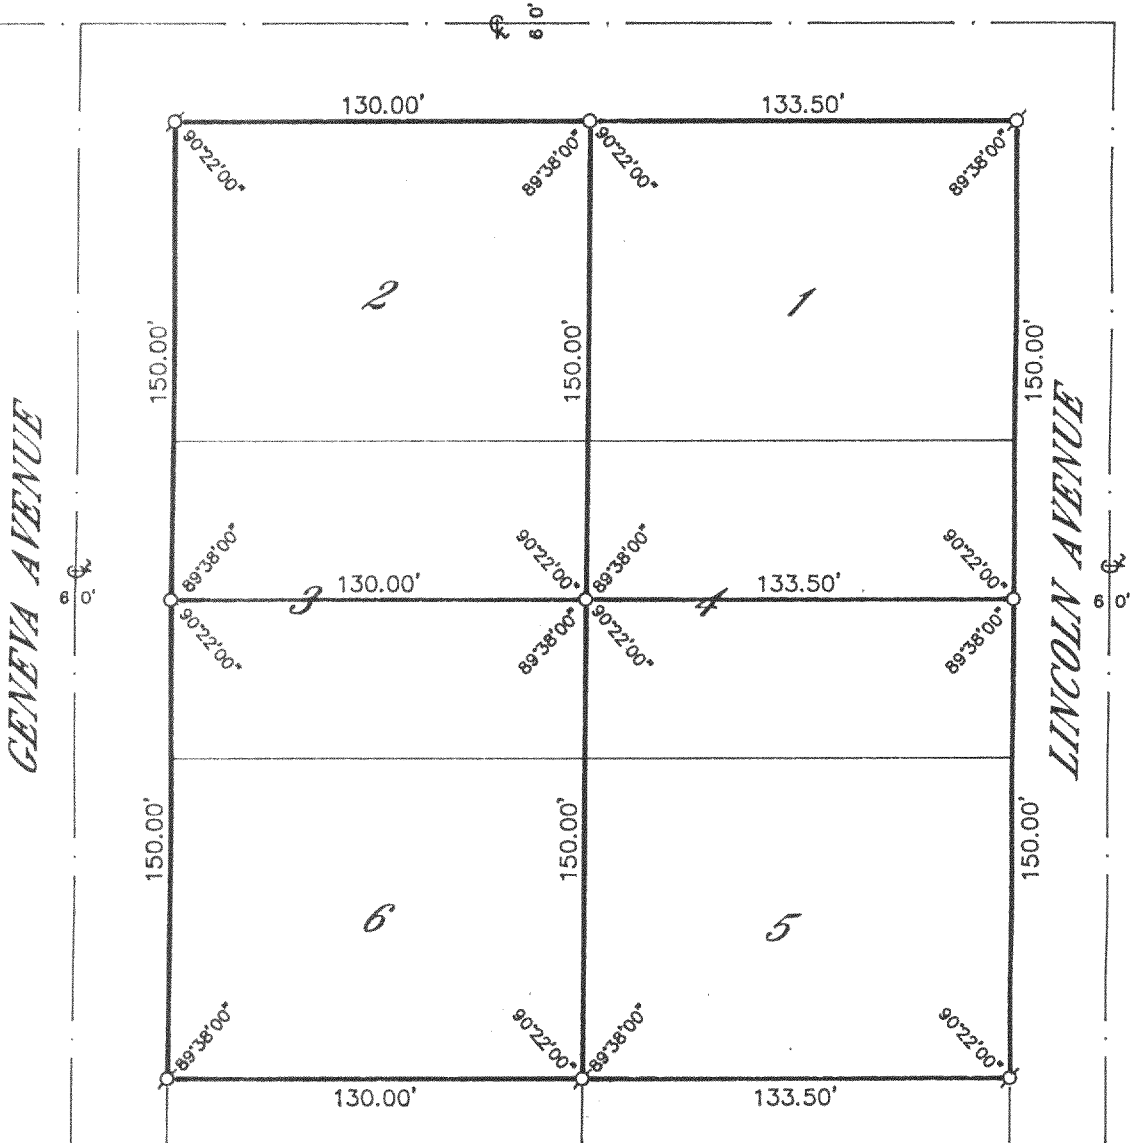 ℄ 60'
130.00' 133.50'
90°22'00" 89°38'00" 90°22'00" 89°38'00"
2 1
150.00' 150.00' 150.00'
GENEVA AVENUE
LINCOLN AVENUE
89°38'00" 90°22'00" 89°38'00" 90°22'00"
℄ 60' 3 130.00' 4 133.50' ℄ 60'
90°22'00" 89°38'00" 90°22'00" 89°38'00"
150.00' 150.00' 150.00'
6 5
89°38'00" 90°22'00" 89°38'00" 90°22'00"
130.00' 133.50'